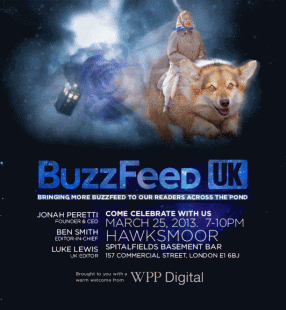 BuzzFeed UK
BRINGING MORE BUZZFEED TO OUR READERS ACROSS THE POND
JONAH PERETTI
FOUNDER & CEO
BEN SMITH
EDITOR-IN-CHIEF
LUKE LEWIS
UK EDITOR
COME CELEBRATE WITH US
MARCH 25, 2013. 7-10PM
HAWKSMOOR
SPITALFIELDS BASEMENT BAR
157 COMMERCIAL STREET, LONDON E1 6BJ
Brought to you with a
warm welcome from
WPP Digital